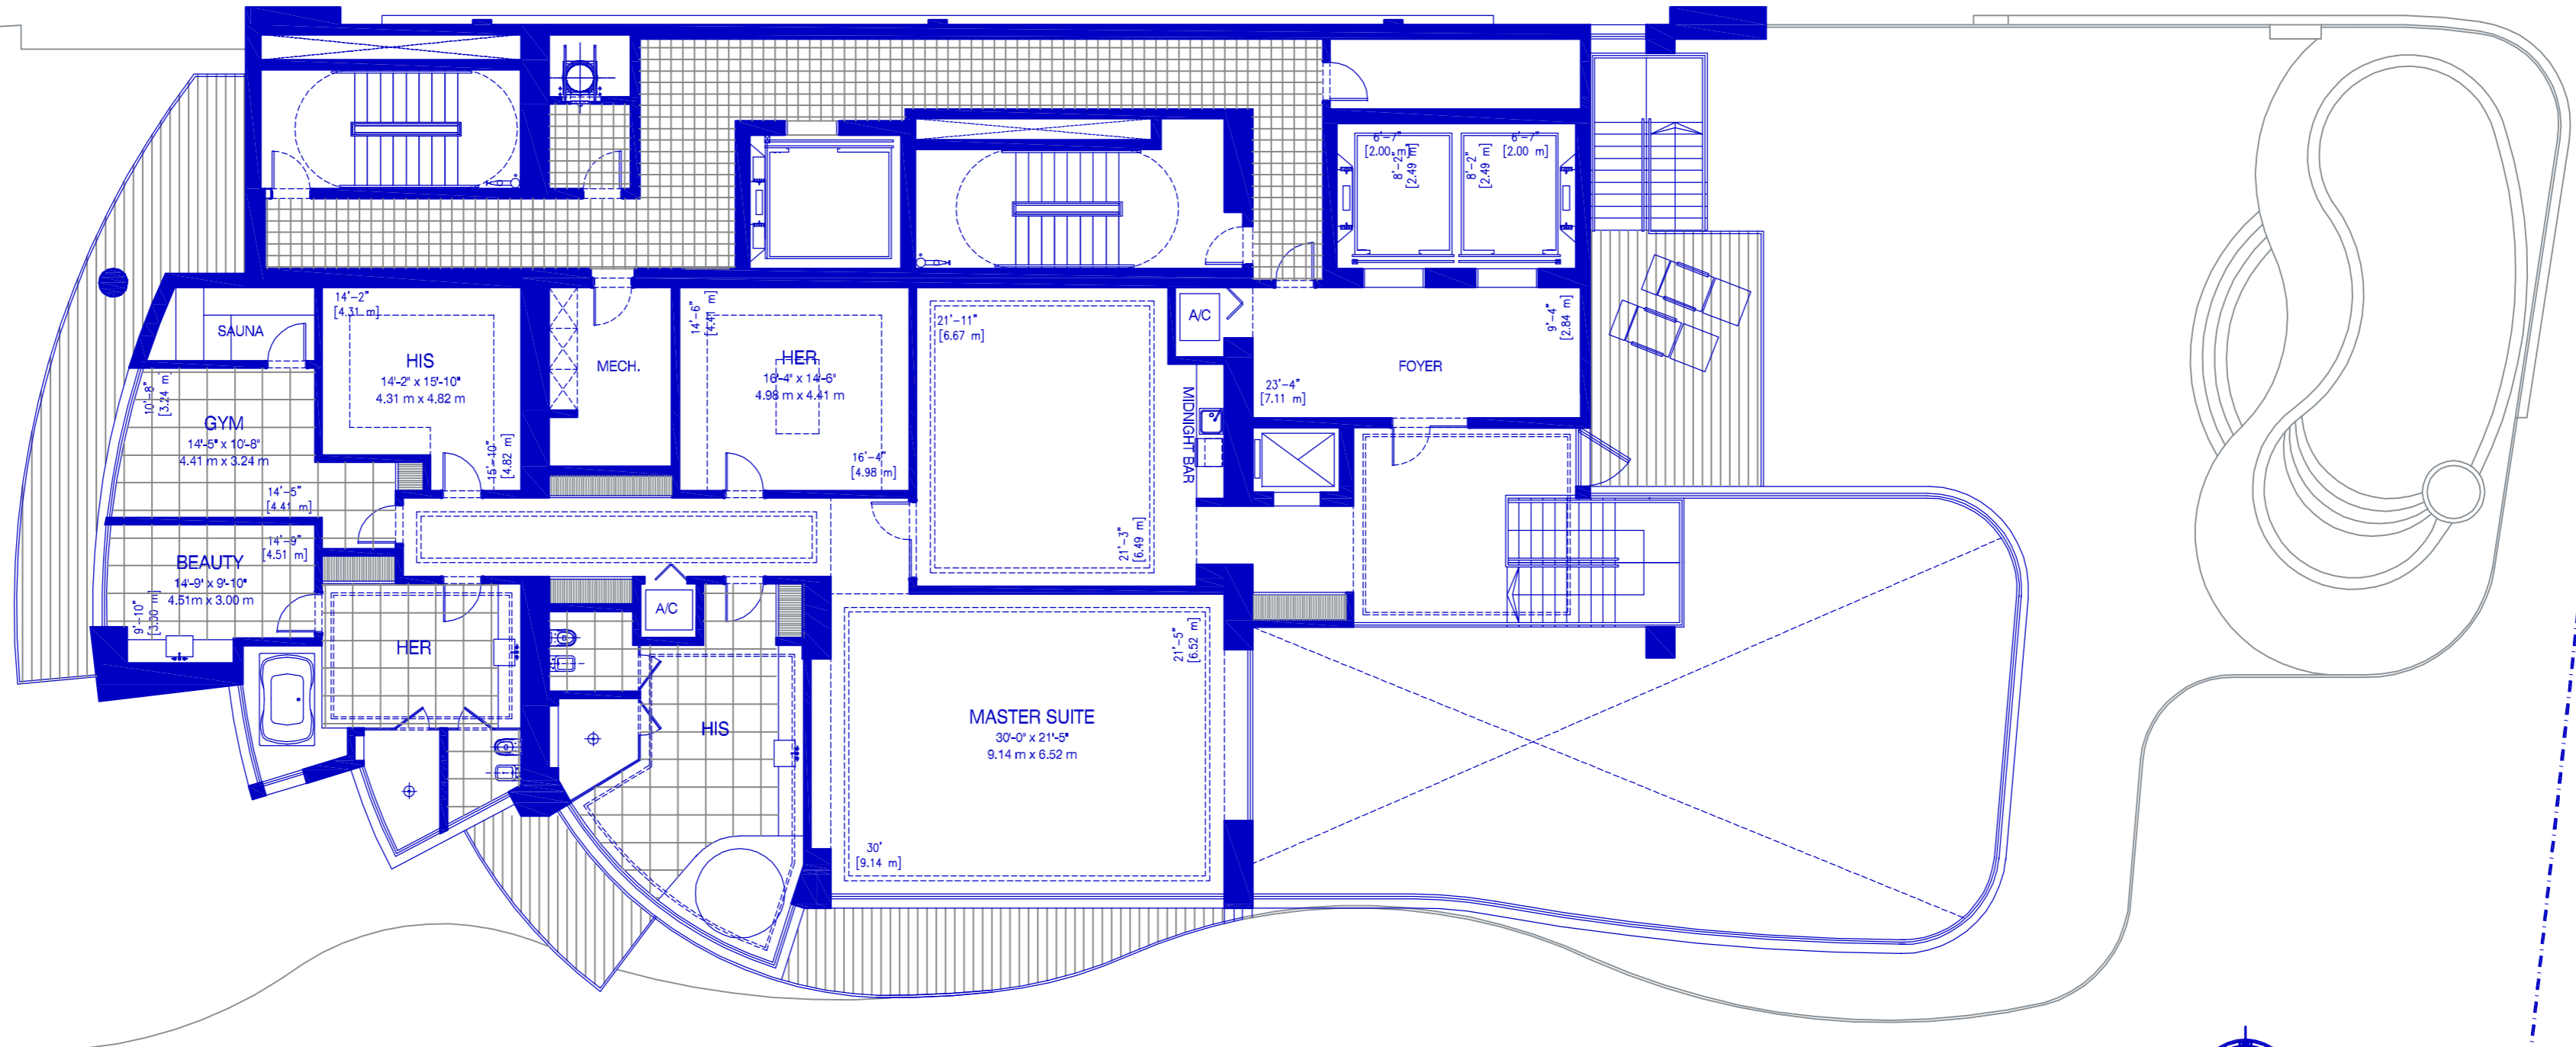 6'-7"
[2.00 m]
8'-2"
[2.49 m]
8'-2"
[2.49 m]
6'-7"
[2.00 m]
SAUNA
14'-2"
[4.31 m]
HIS
14'-2" x 15'-10"
4.31 m x 4.82 m
15'-10"
[4.82 m]
MECH.
14'-6"
[4.41 m]
HER
16'-4" x 14'-6"
4.98 m x 4.41 m
16'-4"
[4.98 m]
21'-11"
[6.67 m]
A/C
MIDNIGHT BAR
21'-3"
[6.49 m]
FOYER
9'-4"
[2.84 m]
23'-4"
[7.11 m]
10'-8"
[3.24 m]
GYM
14'-5" x 10'-8"
4.41 m x 3.24 m
14'-5"
[4.41 m]
BEAUTY
14'-9" x 9'-10"
4.51m x 3.00 m
14'-9"
[4.51 m]
9'-10"
[3.00 m]
HER
A/C
HIS
MASTER SUITE
30'-0" x 21'-5"
9.14 m x 6.52 m
21'-5"
[6.52 m]
30'
[9.14 m]